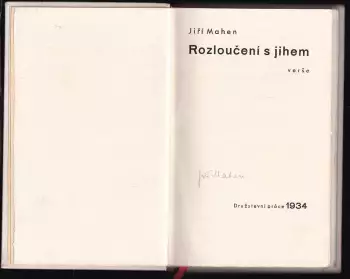 Jiří Mahen
Rozloučení s jihem
verše
Jiří Mahen
Družstevní práce 1934